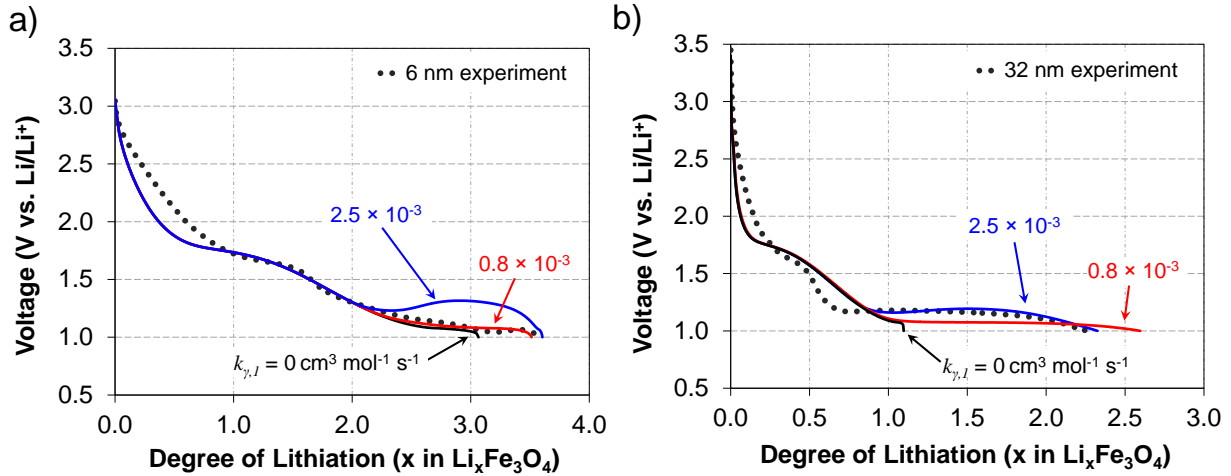 a)
3.5
3.0
2.5
2.0
1.5
1.0
0.5
0.0
1.0
2.0
3.0
4.0
Voltage (V vs. Li/Li⁺)
Degree of Lithiation (x in LiₓFe₃O₄)
6 nm experiment
2.5 × 10⁻³
0.8 × 10⁻³
kᵧ,₁ = 0 cm³ mol⁻¹ s⁻¹
b)
3.5
3.0
2.5
2.0
1.5
1.0
0.5
0.0
0.5
1.0
1.5
2.0
2.5
3.0
Voltage (V vs. Li/Li⁺)
Degree of Lithiation (x in LiₓFe₃O₄)
32 nm experiment
2.5 × 10⁻³
0.8 × 10⁻³
kᵧ,₁ = 0 cm³ mol⁻¹ s⁻¹